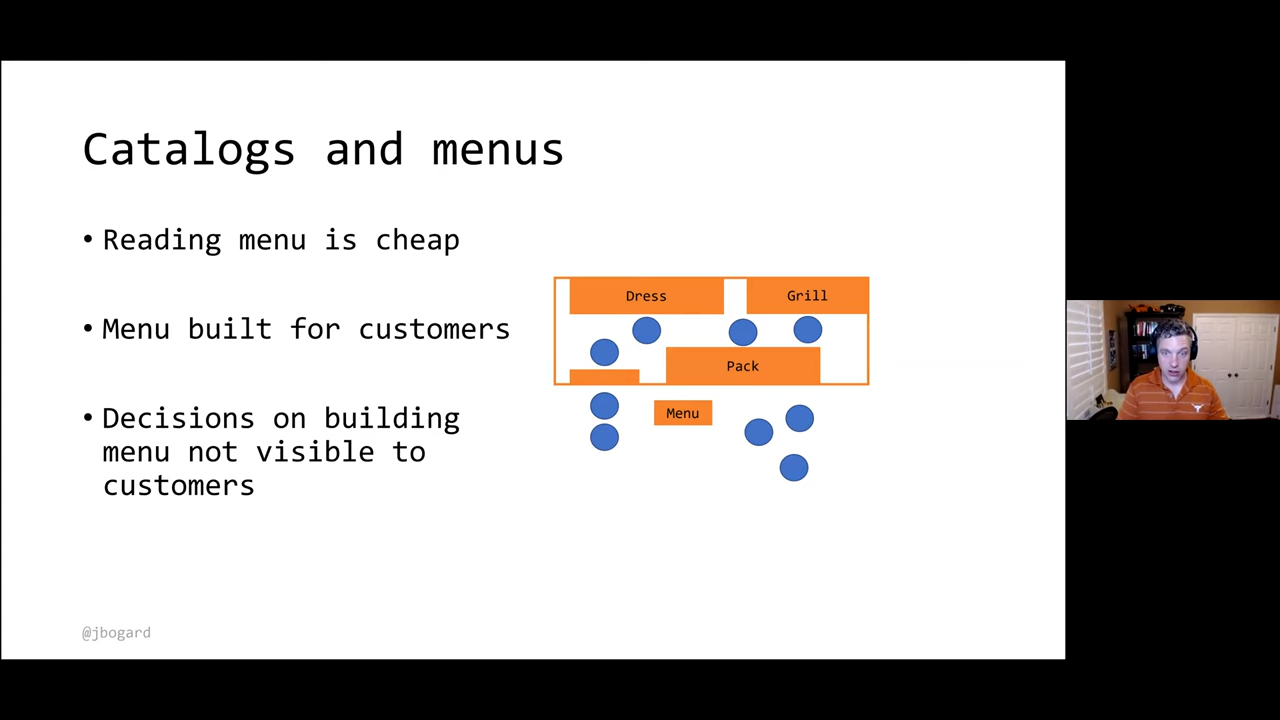 Catalogs and menus
• Reading menu is cheap
• Menu built for customers
• Decisions on building
menu not visible to
customers
Dress
Grill
Pack
Menu
@jbogard